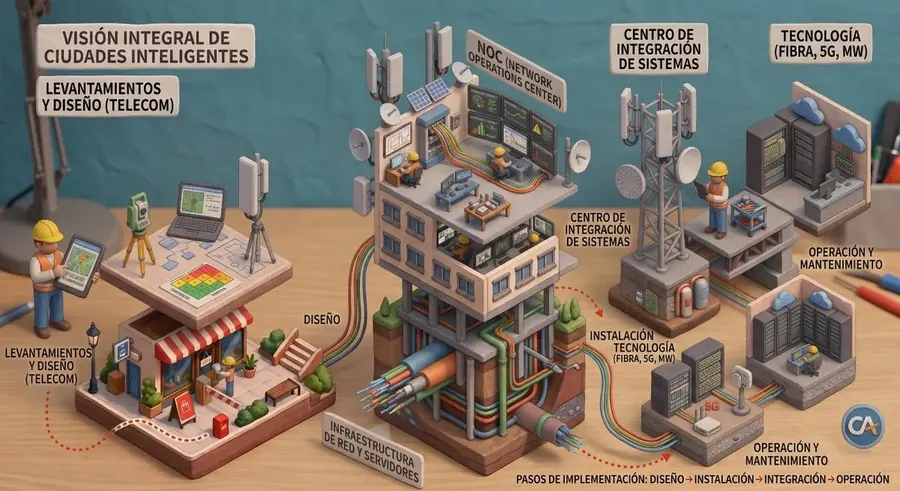 VISIÓN INTEGRAL DE
CIUDADES INTELIGENTES
LEVANTAMIENTOS
Y DISEÑO (TELECOM)
NOC (NETWORK
OPERATIONS CENTER)
CENTRO DE
INTEGRACIÓN
DE SISTEMAS
TECNOLOGÍA
(FIBRA, 5G, MW)
CENTRO DE
INTEGRACIÓN
DE SISTEMAS
OPERACIÓN Y
MANTENIMIENTO
DISEÑO
LEVANTAMIENTOS
Y DISEÑO
(TELECOM)
INSTALACIÓN
TECNOLOGÍA
(FIBRA, 5G, MW)
5G
INFRAESTRUCTURA
DE RED Y SERVIDORES
CA
OPERACIÓN Y
MANTENIMIENTO
PASOS DE IMPLEMENTACIÓN: DISEÑO→INSTALACIÓN→INTEGRACIÓN→OPERACIÓN